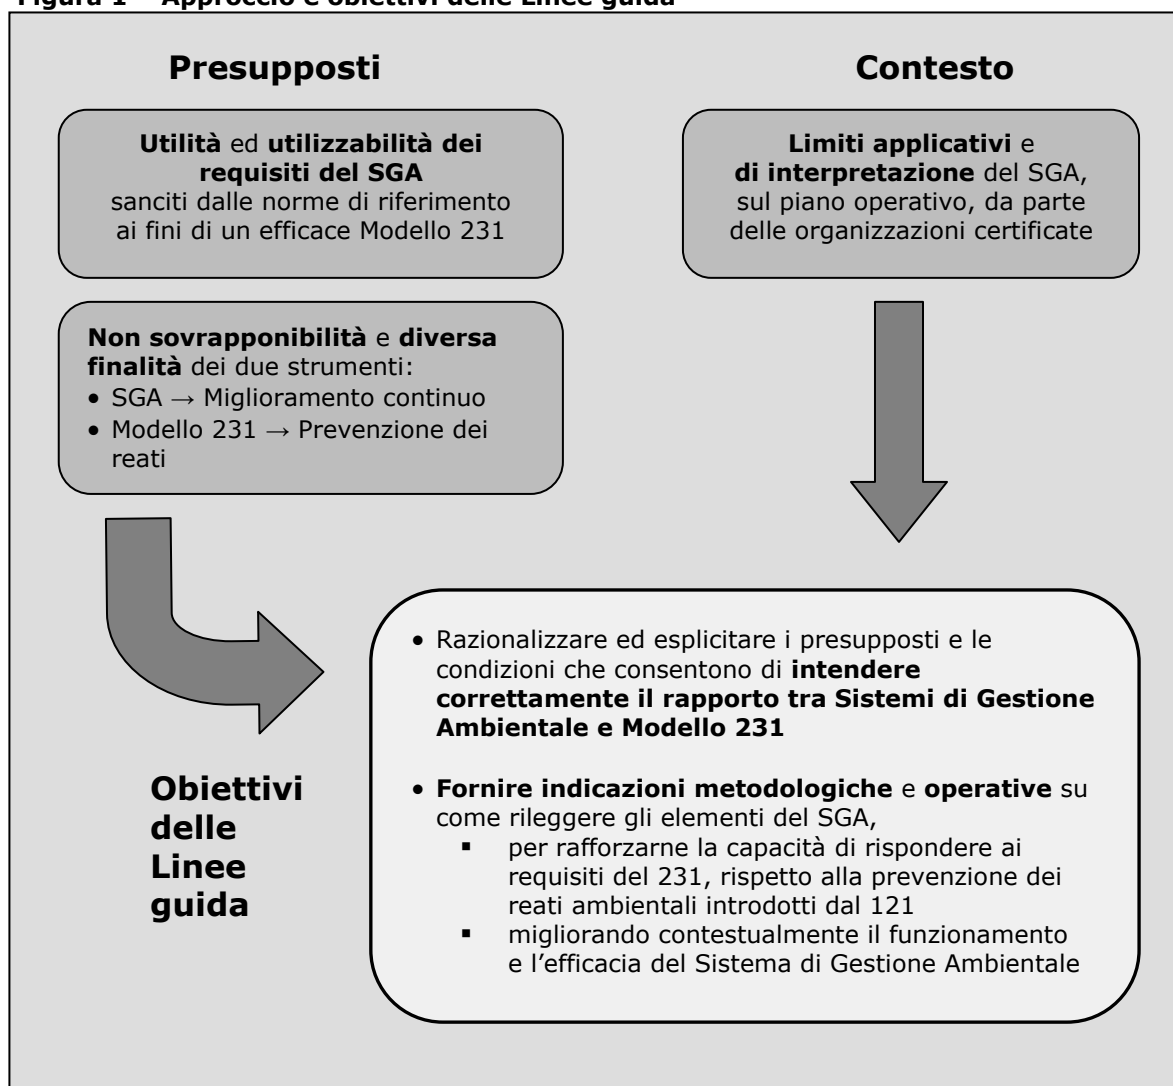 Figura 1 – Approccio e obiettivi delle Linee guida
Presupposti
Utilità ed utilizzabilità dei
requisiti del SGA
sanciti dalle norme di riferimento
ai fini di un efficace Modello 231
Non sovrapponibilità e diversa
finalità dei due strumenti:
• SGA → Miglioramento continuo
• Modello 231 → Prevenzione dei
reati
Contesto
Limiti applicativi e
di interpretazione del SGA,
sul piano operativo, da parte
delle organizzazioni certificate
Obiettivi
delle
Linee
guida
• Razionalizzare ed esplicitare i presupposti e le
condizioni che consentono di intendere
correttamente il rapporto tra Sistemi di Gestione
Ambientale e Modello 231
• Fornire indicazioni metodologiche e operative su
come rileggere gli elementi del SGA,
▪ per rafforzarne la capacità di rispondere ai
requisiti del 231, rispetto alla prevenzione dei
reati ambientali introdotti dal 121
▪ migliorando contestualmente il funzionamento
e l’efficacia del Sistema di Gestione Ambientale